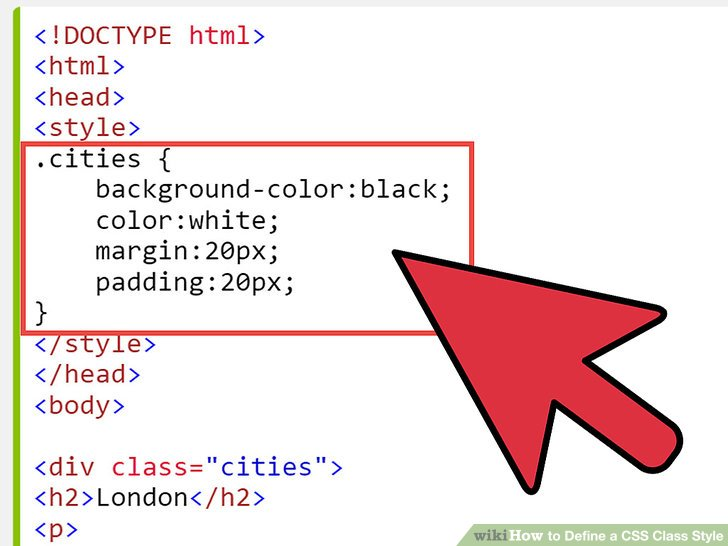 <!DOCTYPE html>
<html>
<head>
<style>
.cities {
    background-color:black;
    color:white;
    margin:20px;
    padding:20px;
}
</style>
</head>
<body>

<div class="cities">
<h2>London</h2>
<p>
wikiHow to Define a CSS Class Style